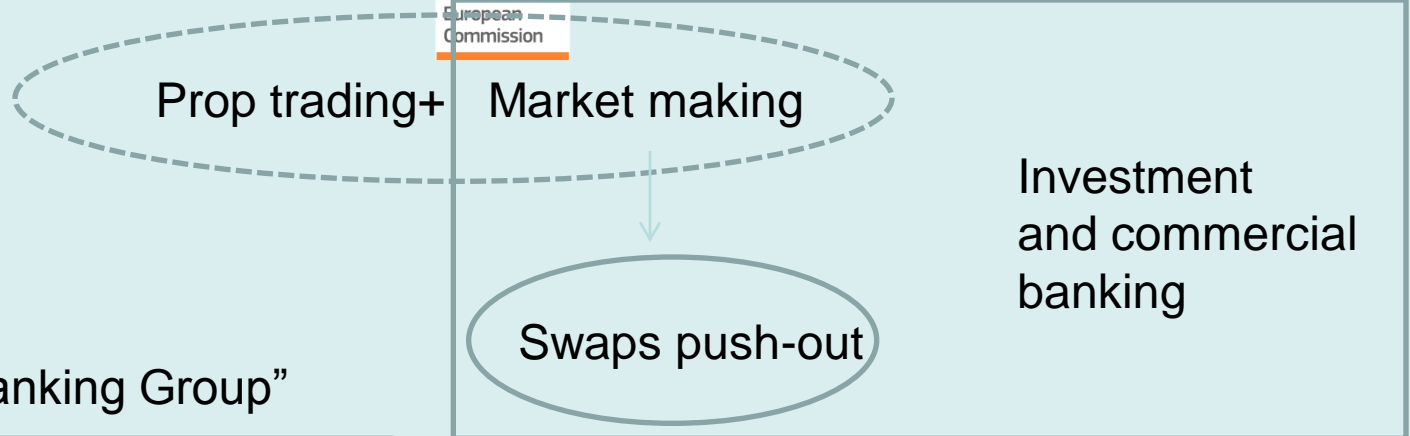 European
Commission
Prop trading+ Market making
Investment
and commercial
banking
Swaps push-out
anking Group”